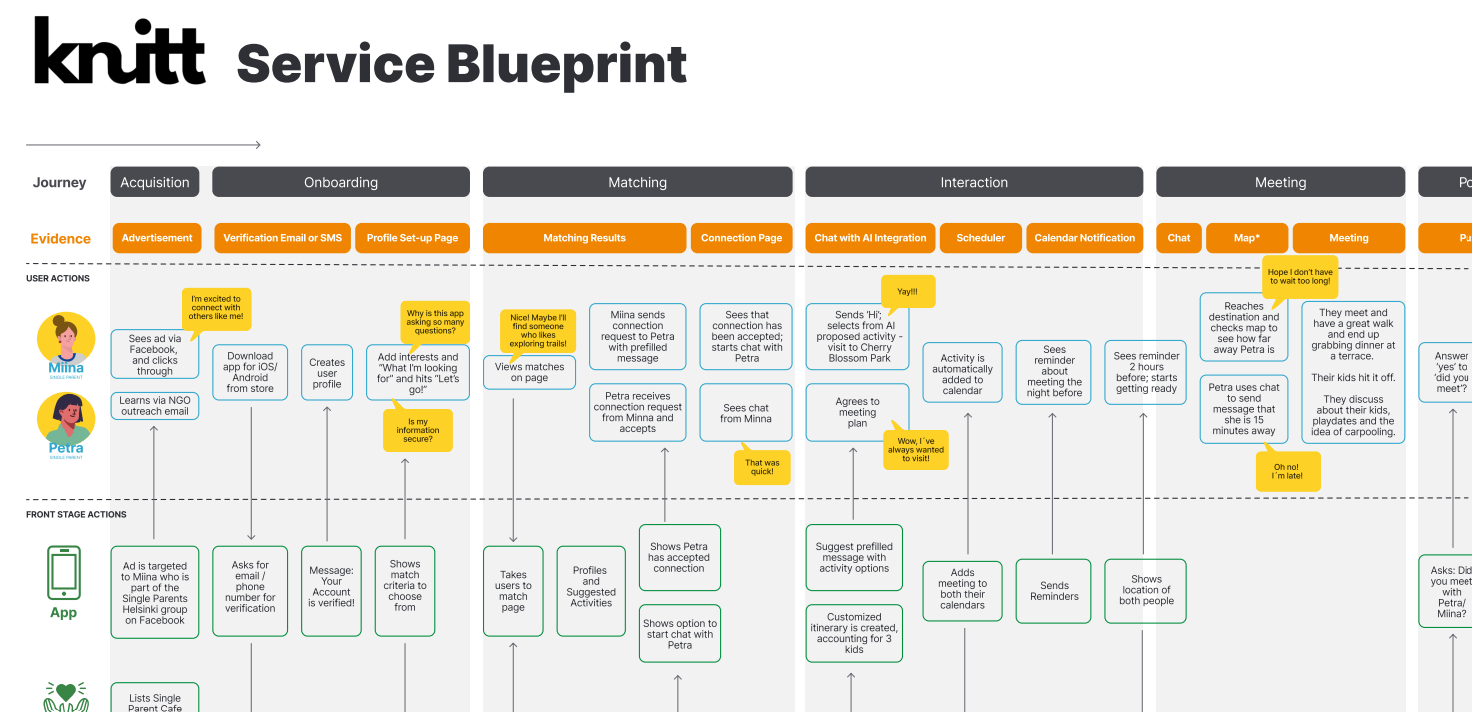 knitt Service Blueprint
Journey
Acquisition
Onboarding
Matching
Interaction
Meeting
Evidence
Advertisement
Verification Email or SMS
Profile Set-up Page
Matching Results
Connection Page
Chat with AI Integration
Scheduler
Calendar Notification
Chat
Map*
Meeting
USER ACTIONS
Miina
SINGLE PARENT
Petra
SINGLE PARENT
I'm excited to
connect with
others like me!
Sees ad via
Facebook,
and clicks
through
Learns via NGO
outreach email
Download
app for iOS/
Android
from store
Creates
user
profile
Why is this app
asking so many
questions?
Add interests and
“What I’m looking
for” and hits “Let’s
go!”
Is my
information
secure?
Nice! Maybe I'll
find someone
who likes
exploring trails!
Views matches
on page
Miina sends
connection
request to Petra
with prefilled
message
Petra receives
connection request
from Minna and
accepts
Sees that
connection has
been accepted;
starts chat with
Petra
Sees chat
from Minna
That was
quick!
Yay!!!
Sends ‘Hi’;
selects from AI
proposed activity -
visit to Cherry
Blossom Park
Agrees to
meeting
plan
Wow, I´ve
always wanted
to visit!
Activity is
automatically
added to
calendar
Sees
reminder
about
meeting the
night before
Sees reminder
2 hours
before; starts
getting ready
Hope I don't have
to wait too long!
Reaches
destination and
checks map to
see how far
away Petra is
Petra uses chat
to send
message that
she is 15
minutes away
Oh no!
I´m late!
They meet and
have a great walk
and end up
grabbing dinner at
a terrace.
Their kids hit it off.
They discuss
about their kids,
playdates and the
idea of carpooling.
Answer
‘yes’ to
‘did you
meet’?
FRONT STAGE ACTIONS
App
Ad is targeted
to Miina who is
part of the
Single Parents
Helsinki group
on Facebook
Asks for
email /
phone
number for
verification
Message:
Your
Account
is verified!
Shows
match
criteria to
choose
from
Takes
users to
match
page
Profiles
and
Suggested
Activities
Shows Petra
has accepted
connection
Shows option to
start chat with
Petra
Suggest prefilled
message with
activity options
Customized
itinerary is created,
accounting for 3
kids
Adds
meeting to
both their
calendars
Sends
Reminders
Shows
location of
both people
Asks: Did
you meet
with
Petra/
Miina?
Lists Single
Parent Cafe